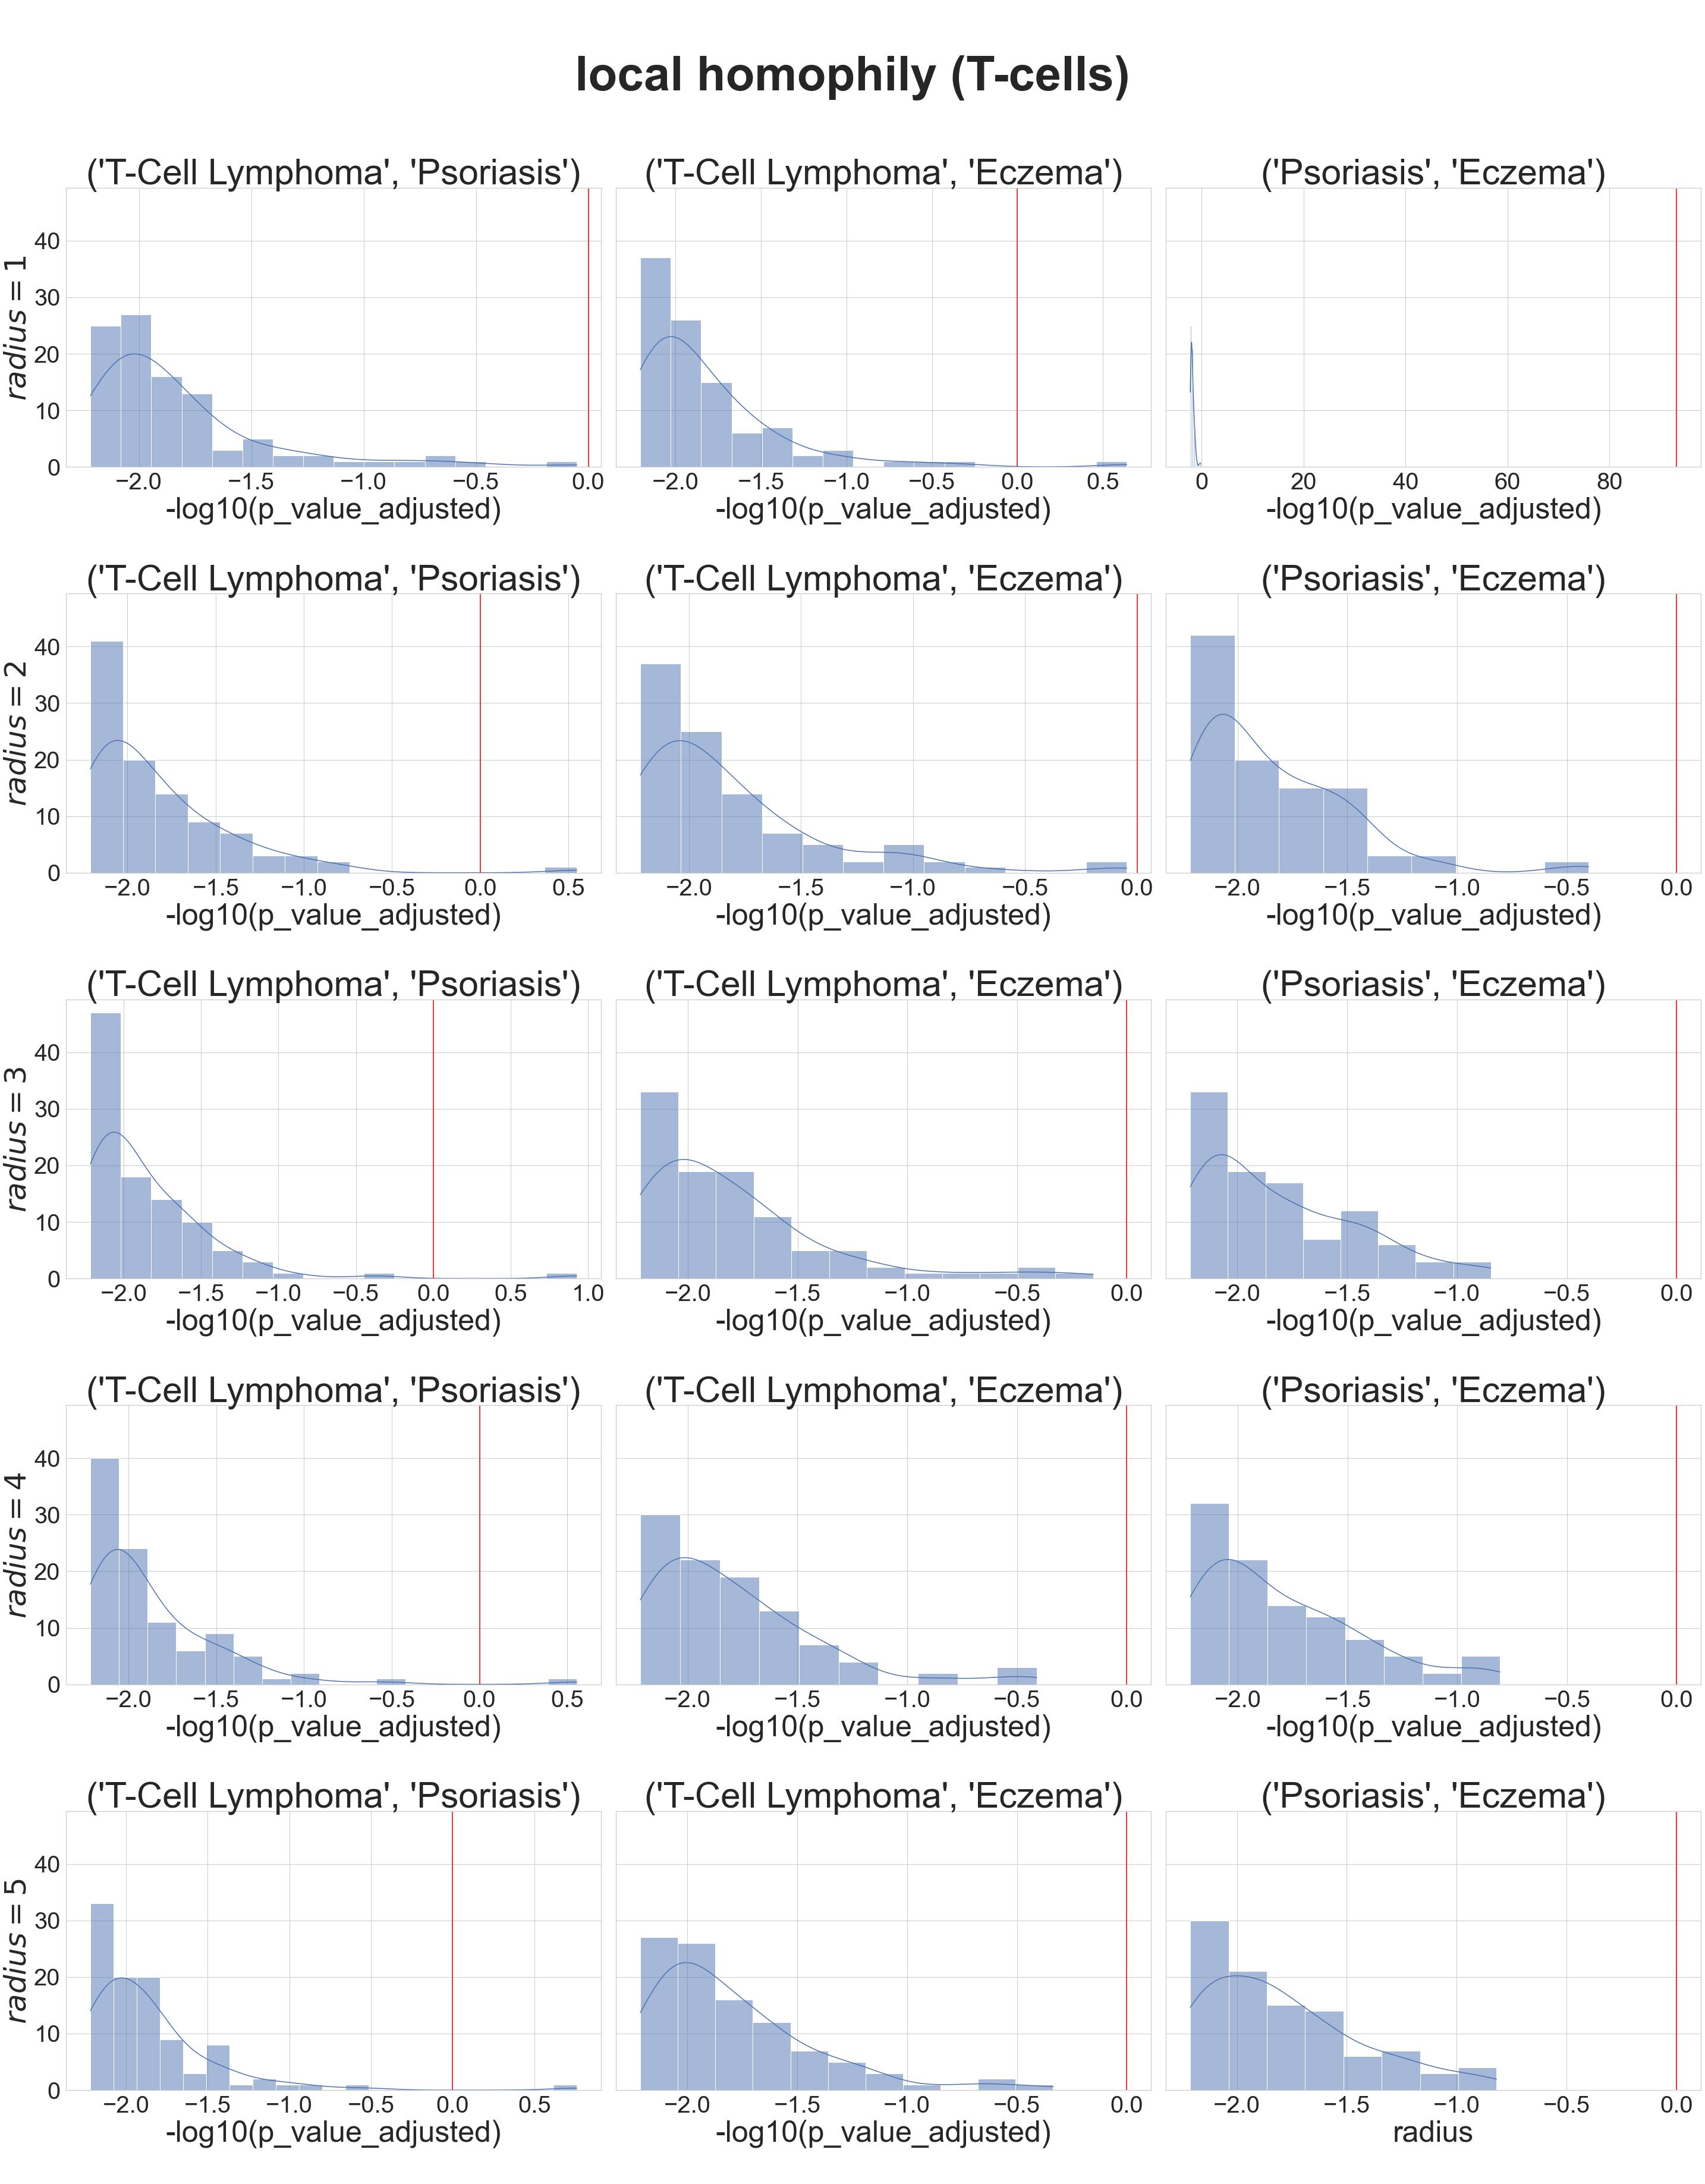 local homophily (T-cells)
('T-Cell Lymphoma', 'Psoriasis') ('T-Cell Lymphoma', 'Eczema') ('Psoriasis', 'Eczema')
radius = 1
40
30
20
10
0
−2.0 −1.5 −1.0 −0.5 0.0 −2.0 −1.5 −1.0 −0.5 0.0 0.5 0 20 40 60 80
-log10(p_value_adjusted) -log10(p_value_adjusted) -log10(p_value_adjusted)
('T-Cell Lymphoma', 'Psoriasis') ('T-Cell Lymphoma', 'Eczema') ('Psoriasis', 'Eczema')
radius = 2
40
30
20
10
0
−2.0 −1.5 −1.0 −0.5 0.0 0.5 −2.0 −1.5 −1.0 −0.5 0.0 −2.0 −1.5 −1.0 −0.5 0.0
-log10(p_value_adjusted) -log10(p_value_adjusted) -log10(p_value_adjusted)
('T-Cell Lymphoma', 'Psoriasis') ('T-Cell Lymphoma', 'Eczema') ('Psoriasis', 'Eczema')
radius = 3
40
30
20
10
0
−2.0 −1.5 −1.0 −0.5 0.0 0.5 1.0 −2.0 −1.5 −1.0 −0.5 0.0 −2.0 −1.5 −1.0 −0.5 0.0
-log10(p_value_adjusted) -log10(p_value_adjusted) -log10(p_value_adjusted)
('T-Cell Lymphoma', 'Psoriasis') ('T-Cell Lymphoma', 'Eczema') ('Psoriasis', 'Eczema')
radius = 4
40
30
20
10
0
−2.0 −1.5 −1.0 −0.5 0.0 0.5 −2.0 −1.5 −1.0 −0.5 0.0 −2.0 −1.5 −1.0 −0.5 0.0
-log10(p_value_adjusted) -log10(p_value_adjusted) -log10(p_value_adjusted)
('T-Cell Lymphoma', 'Psoriasis') ('T-Cell Lymphoma', 'Eczema') ('Psoriasis', 'Eczema')
radius = 5
40
30
20
10
0
−2.0 −1.5 −1.0 −0.5 0.0 0.5 −2.0 −1.5 −1.0 −0.5 0.0 −2.0 −1.5 −1.0 −0.5 0.0
-log10(p_value_adjusted) -log10(p_value_adjusted) radius